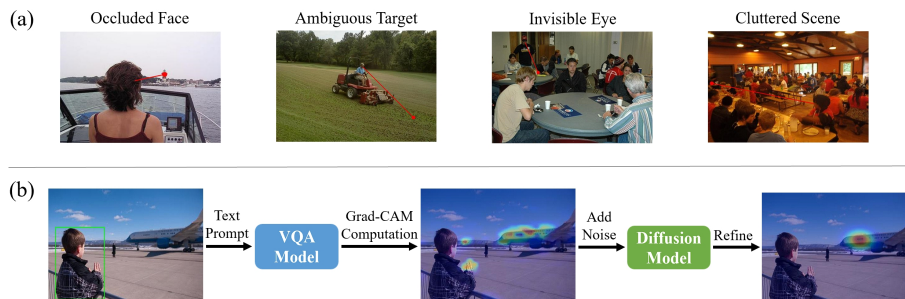 (a)
Occluded Face
Ambiguous Target
Invisible Eye
Cluttered Scene
(b)
Text
Prompt
VQA
Model
Grad-CAM
Computation
Add
Noise
Diffusion
Model
Refine